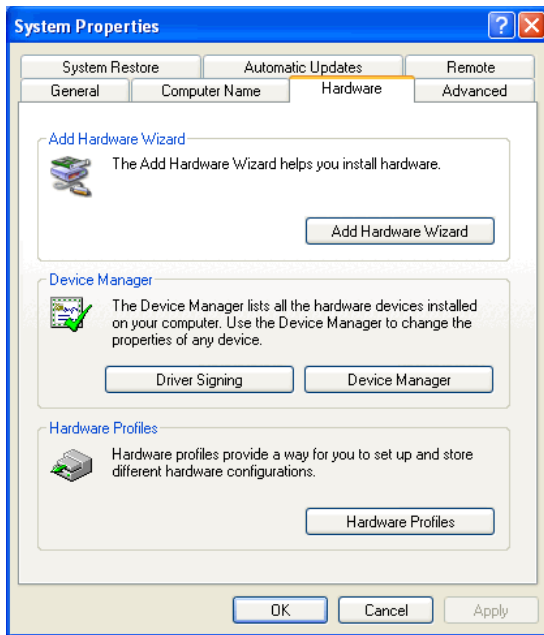 System Properties
System Restore Automatic Updates Remote
General Computer Name Hardware Advanced
Add Hardware Wizard
The Add Hardware Wizard helps you install hardware.
Add Hardware Wizard
Device Manager
The Device Manager lists all the hardware devices installed
on your computer. Use the Device Manager to change the
properties of any device.
Driver Signing Device Manager
Hardware Profiles
Hardware profiles provide a way for you to set up and store
different hardware configurations.
Hardware Profiles
OK Cancel Apply